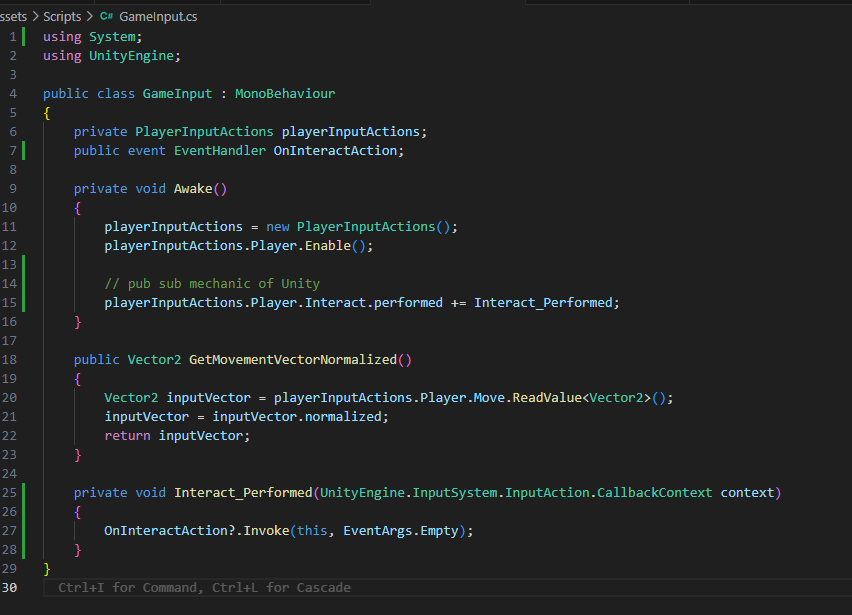 ssets > Scripts > C# GameInput.cs
1 using System;
2 using UnityEngine;
3
4 public class GameInput : MonoBehaviour
5 {
6     private PlayerInputActions playerInputActions;
7     public event EventHandler OnInteractAction;
8
9     private void Awake()
10     {
11         playerInputActions = new PlayerInputActions();
12         playerInputActions.Player.Enable();
13
14         // pub sub mechanic of Unity
15         playerInputActions.Player.Interact.performed += Interact_Performed;
16     }
17
18     public Vector2 GetMovementVectorNormalized()
19     {
20         Vector2 inputVector = playerInputActions.Player.Move.ReadValue<Vector2>();
21         inputVector = inputVector.normalized;
22         return inputVector;
23     }
24
25     private void Interact_Performed(UnityEngine.InputSystem.InputAction.CallbackContext context)
26     {
27         OnInteractAction?.Invoke(this, EventArgs.Empty);
28     }
29 }
30 Ctrl+I for Command, Ctrl+L for Cascade